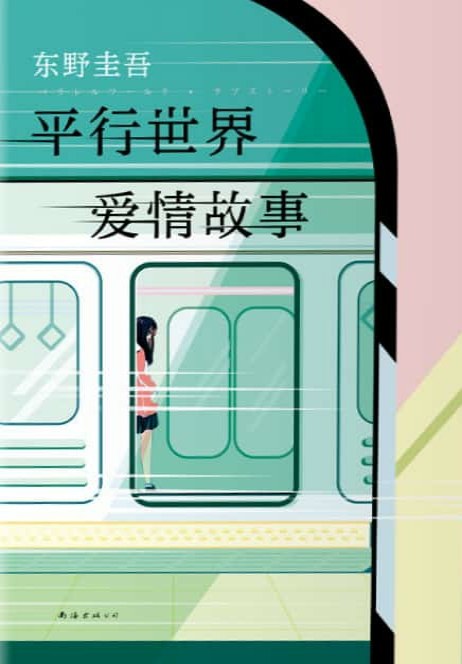 东野圭吾
パラレルワールド・ラブストーリー
平行世界
爱情故事
南海出版公司